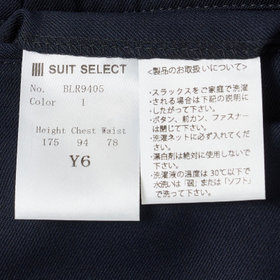 SUIT SELECT
No. BLR9405
Color 1
Height Chest Waist
175 94 78
Y6
<製品のお取扱いについて>
・スラックスをご家庭で洗濯
される場合は下記の説明に
したがって下さい。
・ボタン、前カン、ファスナー
は閉じて下さい。
・洗濯ネットに必ず入れてくだ
さい。
・漂白剤は絶対に使用しない
で下さい。
・洗濯液の温度は30℃以下で
水洗いは「弱」または「ソフト」
で洗って下さい。